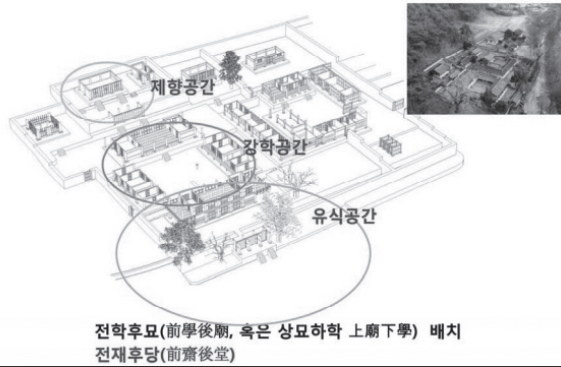 제향공간
강학공간
유식공간
전학후묘(前學後廟, 혹은 상묘하학 上廟下學) 배치
전재후당(前齋後堂)